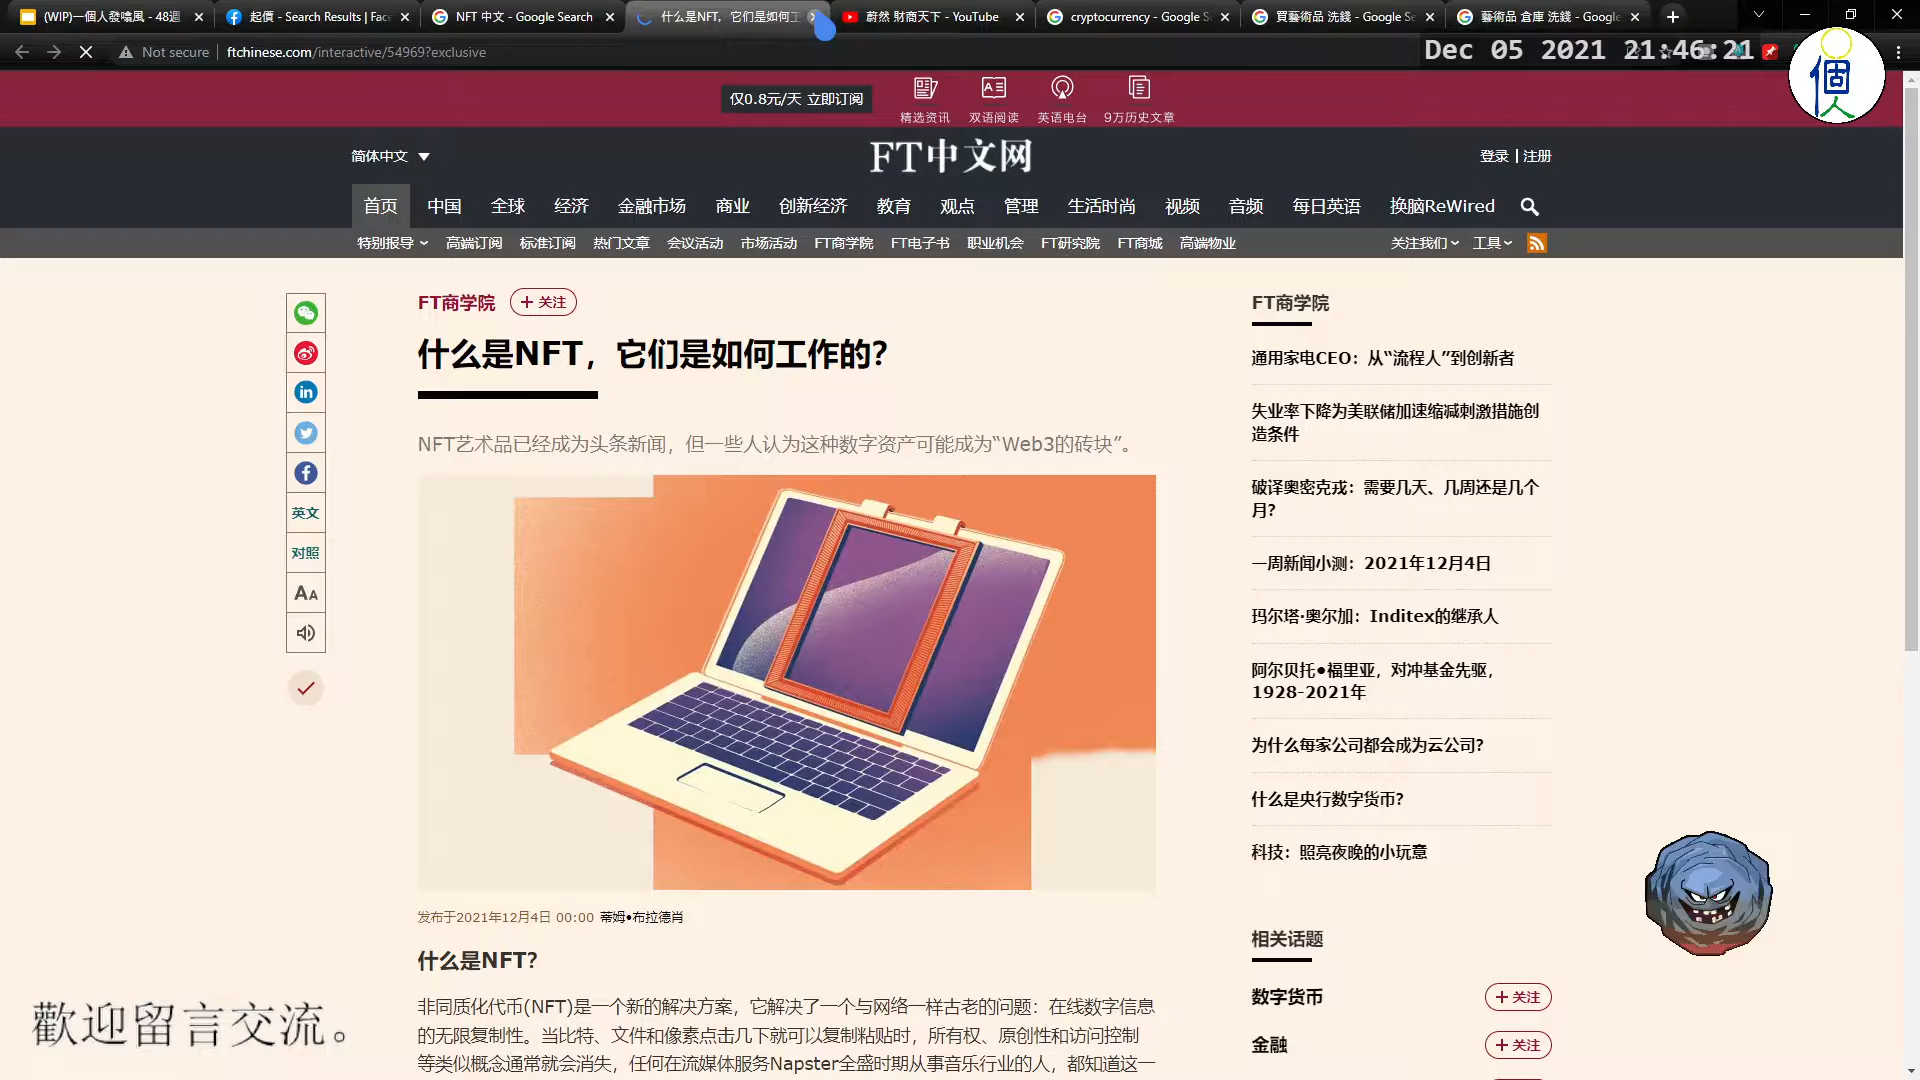 (WIP)一個人發噏風 - 48週
起價 - Search Results | Fac
NFT 中文 - Google Search
什么是NFT，它们是如何工
蔚然 財商天下 - YouTube
cryptocurrency - Google S
買藝術品 洗錢 - Google Se
藝術品 倉庫 洗錢 - Google
Not secure
ftchinese.com/interactive/54969?exclusive
Dec 05 2021 21:46:21
個人
仅0.8元/天 立即订阅
精选资讯
双语阅读
英语电台
9万历史文章
简体中文
FT中文网
登录 | 注册
首页 中国 全球 经济 金融市场 商业 创新经济 教育 观点 管理 生活时尚 视频 音频 每日英语 换脑ReWired
特别报导 高端订阅 标准订阅 热门文章 会议活动 市场活动 FT商学院 FT电子书 职业机会 FT研究院 FT商城 高端物业 关注我们 工具
FT商学院
+ 关注
什么是NFT，它们是如何工作的？
NFT艺术品已经成为头条新闻，但一些人认为这种数字资产可能成为“Web3的砖块”。
英文
对照
AA
发布于2021年12月4日 00:00 蒂姆•布拉德肖
什么是NFT？
非同质化代币(NFT)是一个新的解决方案，它解决了一个与网络一样古老的问题：在线数字信息
的无限复制性。当比特、文件和像素点击几下就可以复制粘贴时，所有权、原创性和访问控制
等类似概念通常就会消失，任何在流媒体服务Napster全盛时期从事音乐行业的人，都知道这一
FT商学院
通用家电CEO：从“流程人”到创新者
失业率下降为美联储加速缩减刺激措施创
造条件
破译奥密克戎：需要几天、几周还是几个
月？
一周新闻小测：2021年12月4日
玛尔塔·奥尔加：Inditex的继承人
阿尔贝托•福里亚，对冲基金先驱，
1928-2021年
为什么每家公司都会成为云公司？
什么是央行数字货币？
科技：照亮夜晚的小玩意
相关话题
数字货币
+ 关注
金融
+ 关注
歡迎留言交流。